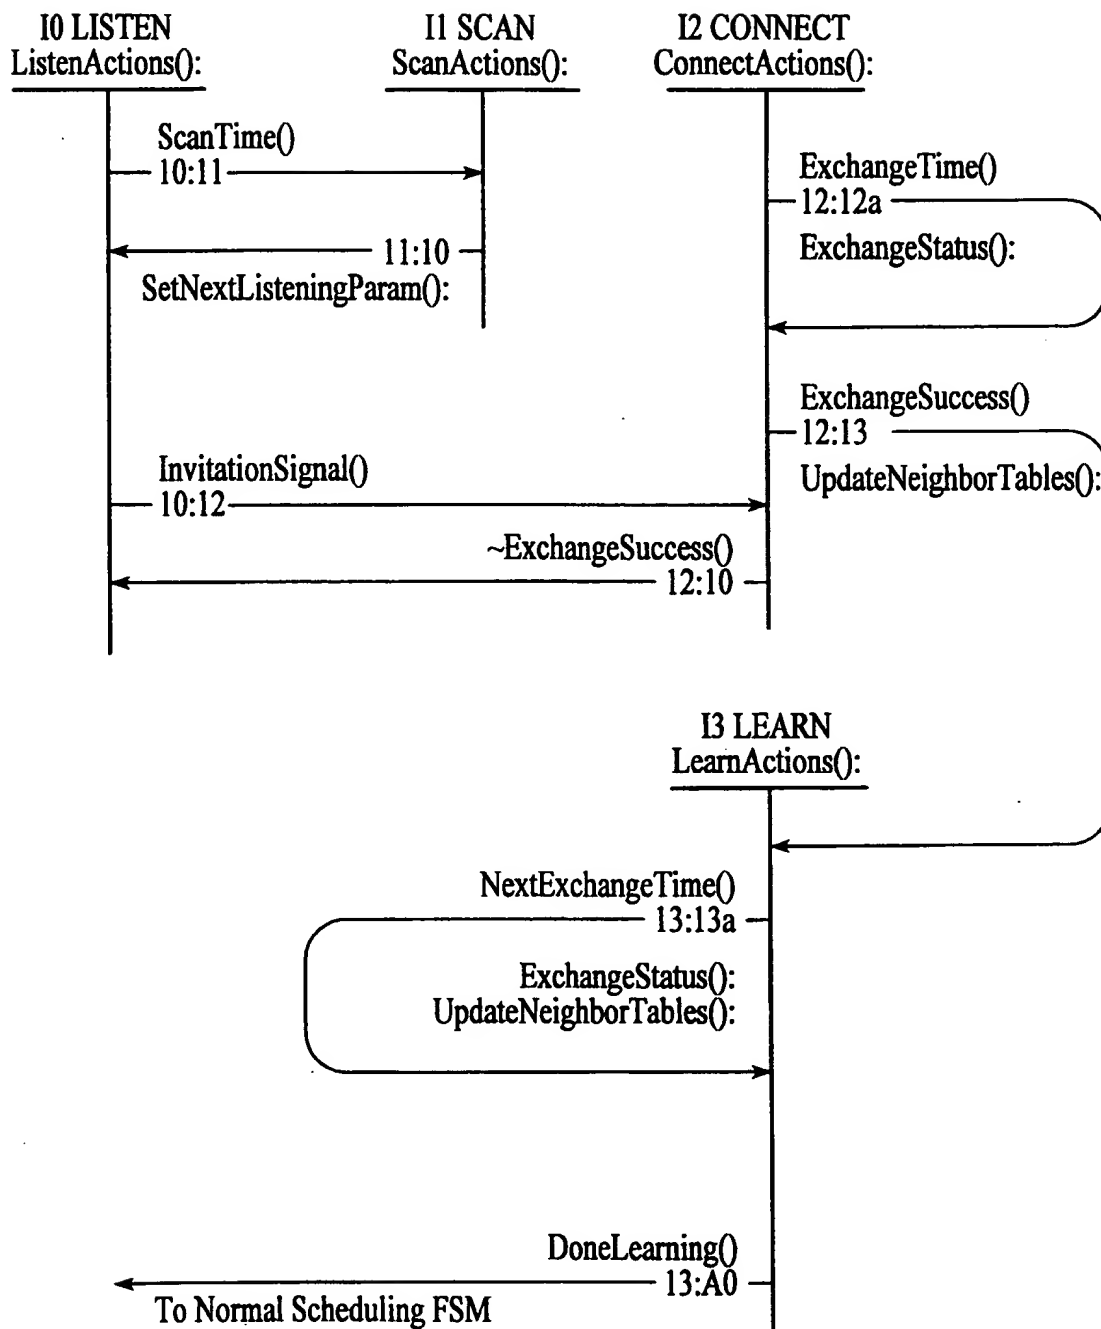 I0 LISTEN
ListenActions():
I1 SCAN
ScanActions():
I2 CONNECT
ConnectActions():
ScanTime()
10:11
11:10
SetNextListeningParam():
ExchangeTime()
12:12a
ExchangeStatus():
ExchangeSuccess()
12:13
UpdateNeighborTables():
InvitationSignal()
10:12
~ExchangeSuccess()
12:10
I3 LEARN
LearnActions():
NextExchangeTime()
13:13a
ExchangeStatus():
UpdateNeighborTables():
DoneLearning()
13:A0
To Normal Scheduling FSM